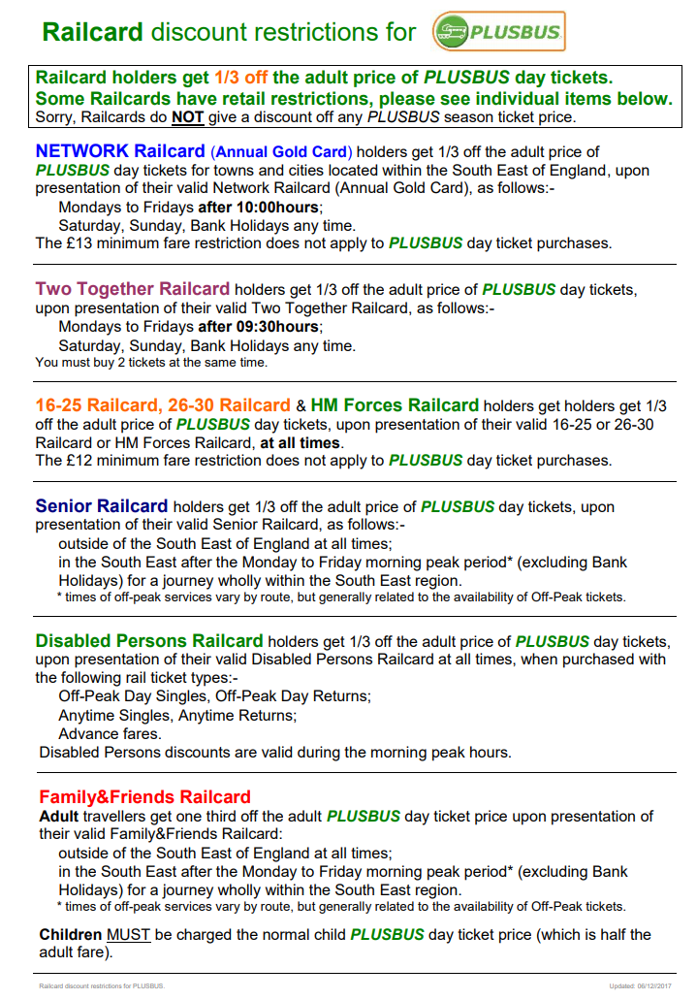 Railcard discount restrictions for PLUSBUS
Railcard holders get 1/3 off the adult price of PLUSBUS day tickets.
Some Railcards have retail restrictions, please see individual items below.
Sorry, Railcards do NOT give a discount off any PLUSBUS season ticket price.
NETWORK Railcard (Annual Gold Card) holders get 1/3 off the adult price of
PLUSBUS day tickets for towns and cities located within the South East of England, upon
presentation of their valid Network Railcard (Annual Gold Card), as follows:-
Mondays to Fridays after 10:00hours;
Saturday, Sunday, Bank Holidays any time.
The £13 minimum fare restriction does not apply to PLUSBUS day ticket purchases.
Two Together Railcard holders get 1/3 off the adult price of PLUSBUS day tickets,
upon presentation of their valid Two Together Railcard, as follows:-
Mondays to Fridays after 09:30hours;
Saturday, Sunday, Bank Holidays any time.
You must buy 2 tickets at the same time.
16-25 Railcard, 26-30 Railcard & HM Forces Railcard holders get holders get 1/3
off the adult price of PLUSBUS day tickets, upon presentation of their valid 16-25 or 26-30
Railcard or HM Forces Railcard, at all times.
The £12 minimum fare restriction does not apply to PLUSBUS day ticket purchases.
Senior Railcard holders get 1/3 off the adult price of PLUSBUS day tickets, upon
presentation of their valid Senior Railcard, as follows:-
outside of the South East of England at all times;
in the South East after the Monday to Friday morning peak period* (excluding Bank
Holidays) for a journey wholly within the South East region.
* times of off-peak services vary by route, but generally related to the availability of Off-Peak tickets.
Disabled Persons Railcard holders get 1/3 off the adult price of PLUSBUS day tickets,
upon presentation of their valid Disabled Persons Railcard at all times, when purchased with
the following rail ticket types:-
Off-Peak Day Singles, Off-Peak Day Returns;
Anytime Singles, Anytime Returns;
Advance fares.
Disabled Persons discounts are valid during the morning peak hours.
Family&Friends Railcard
Adult travellers get one third off the adult PLUSBUS day ticket price upon presentation of
their valid Family&Friends Railcard:
outside of the South East of England at all times;
in the South East after the Monday to Friday morning peak period* (excluding Bank
Holidays) for a journey wholly within the South East region.
* times of off-peak services vary by route, but generally related to the availability of Off-Peak tickets.
Children MUST be charged the normal child PLUSBUS day ticket price (which is half the
adult fare).
Railcard discount restrictions for PLUSBUS. Updated: 06/12//2017